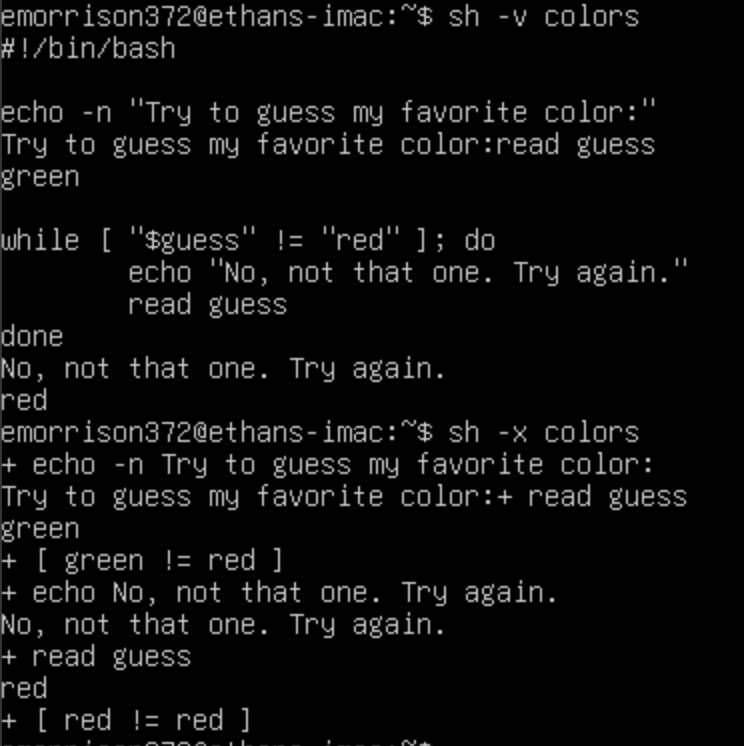 emorrison372@ethans-imac:~$ sh -v colors
#!/bin/bash

echo -n "Try to guess my favorite color:"
Try to guess my favorite color:read guess
green

while [ "$guess" != "red" ]; do
        echo "No, not that one. Try again."
        read guess
done
No, not that one. Try again.
red
emorrison372@ethans-imac:~$ sh -x colors
+ echo -n Try to guess my favorite color:
Try to guess my favorite color:+ read guess
green
+ [ green != red ]
+ echo No, not that one. Try again.
No, not that one. Try again.
+ read guess
red
+ [ red != red ]